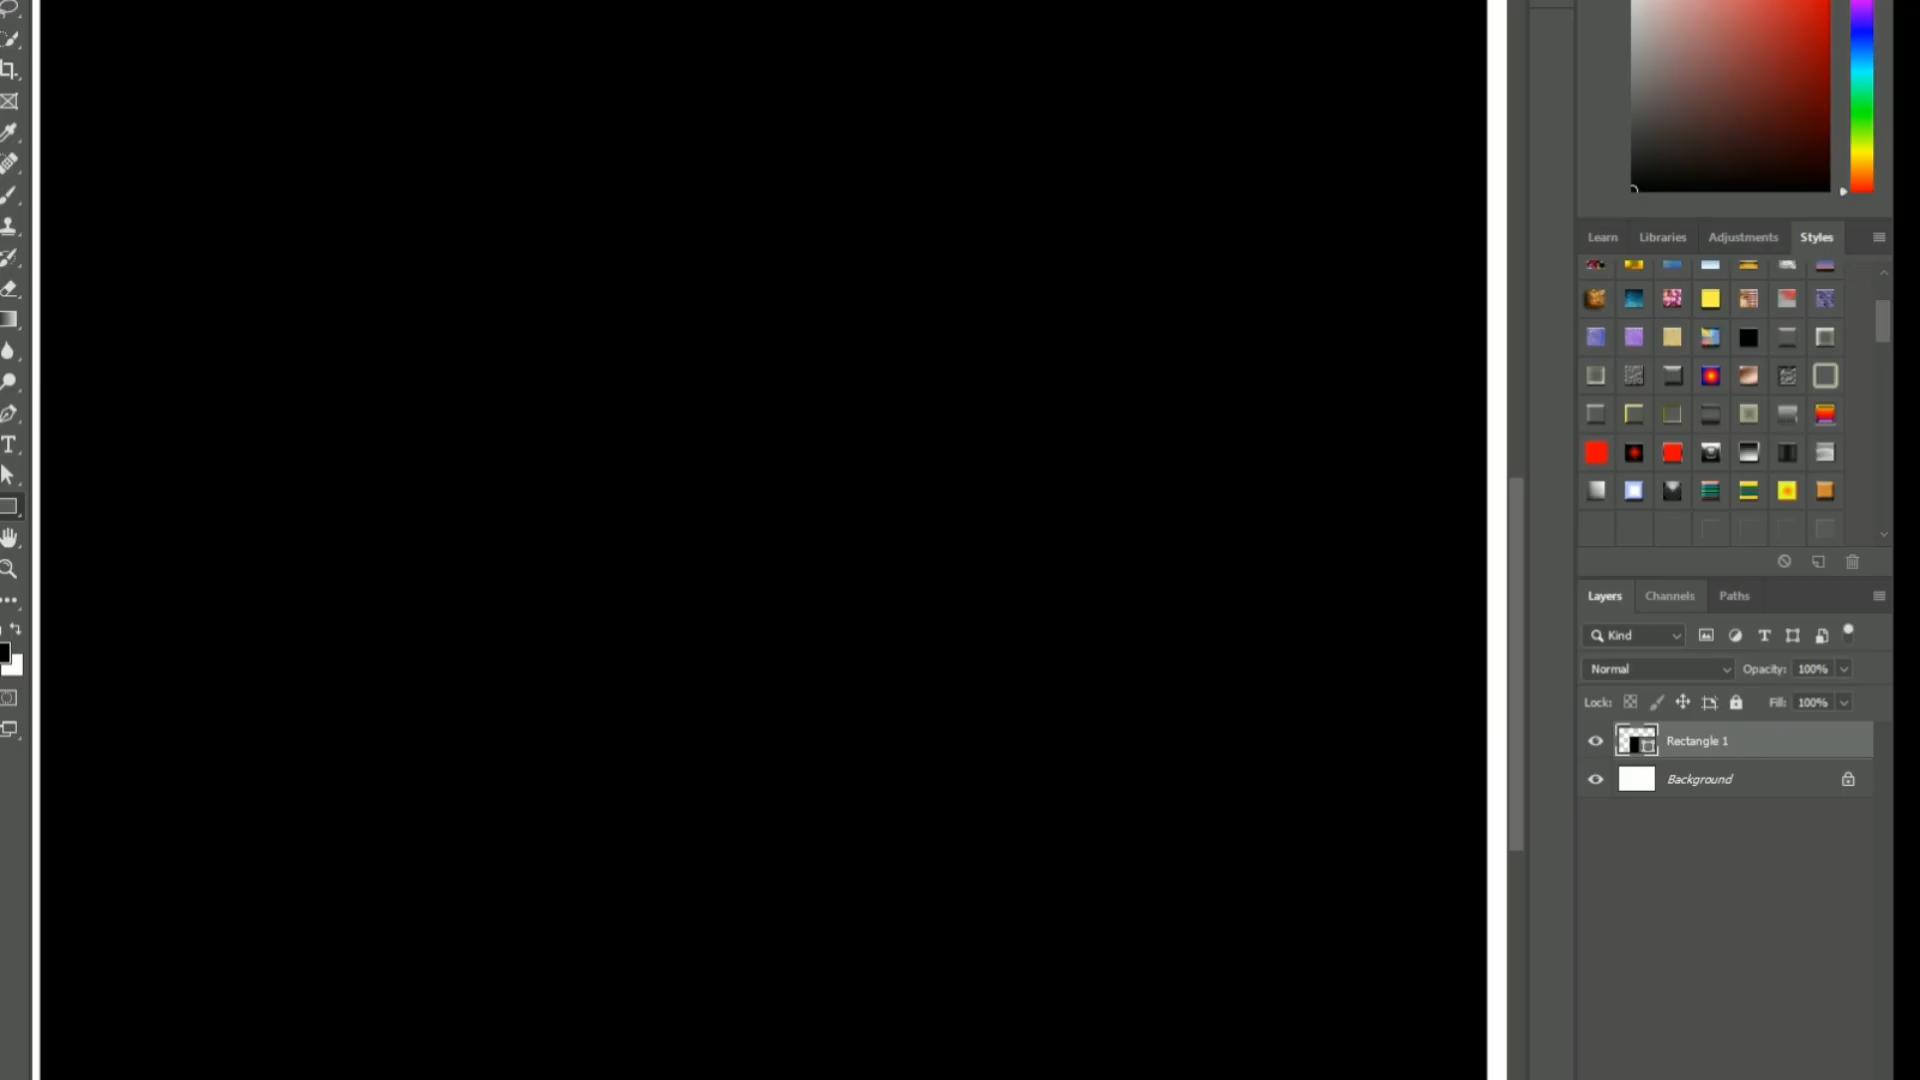 Learn Libraries Adjustments Styles
Layers Channels Paths
Kind
Normal Opacity: 100%
Lock: Fill: 100%
Rectangle 1
Background